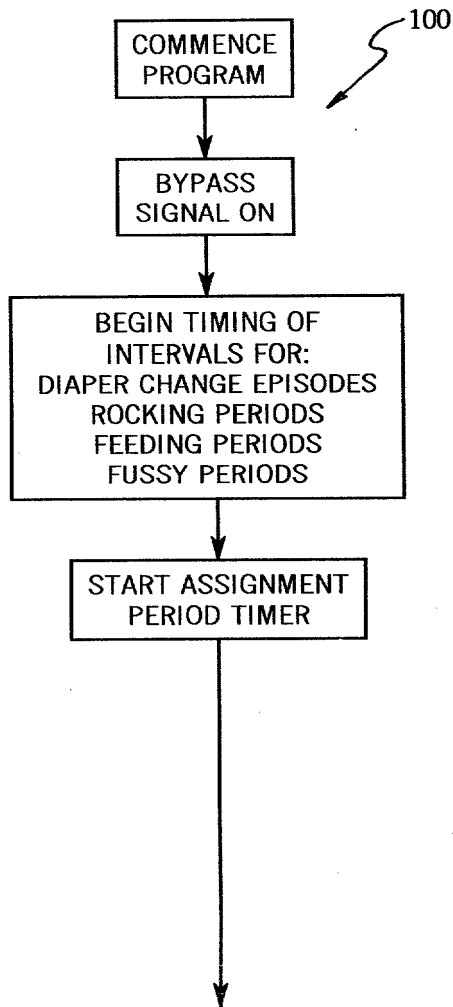 100
COMMENCE
PROGRAM
BYPASS
SIGNAL ON
BEGIN TIMING OF
INTERVALS FOR:
DIAPER CHANGE EPISODES
ROCKING PERIODS
FEEDING PERIODS
FUSSY PERIODS
START ASSIGNMENT
PERIOD TIMER